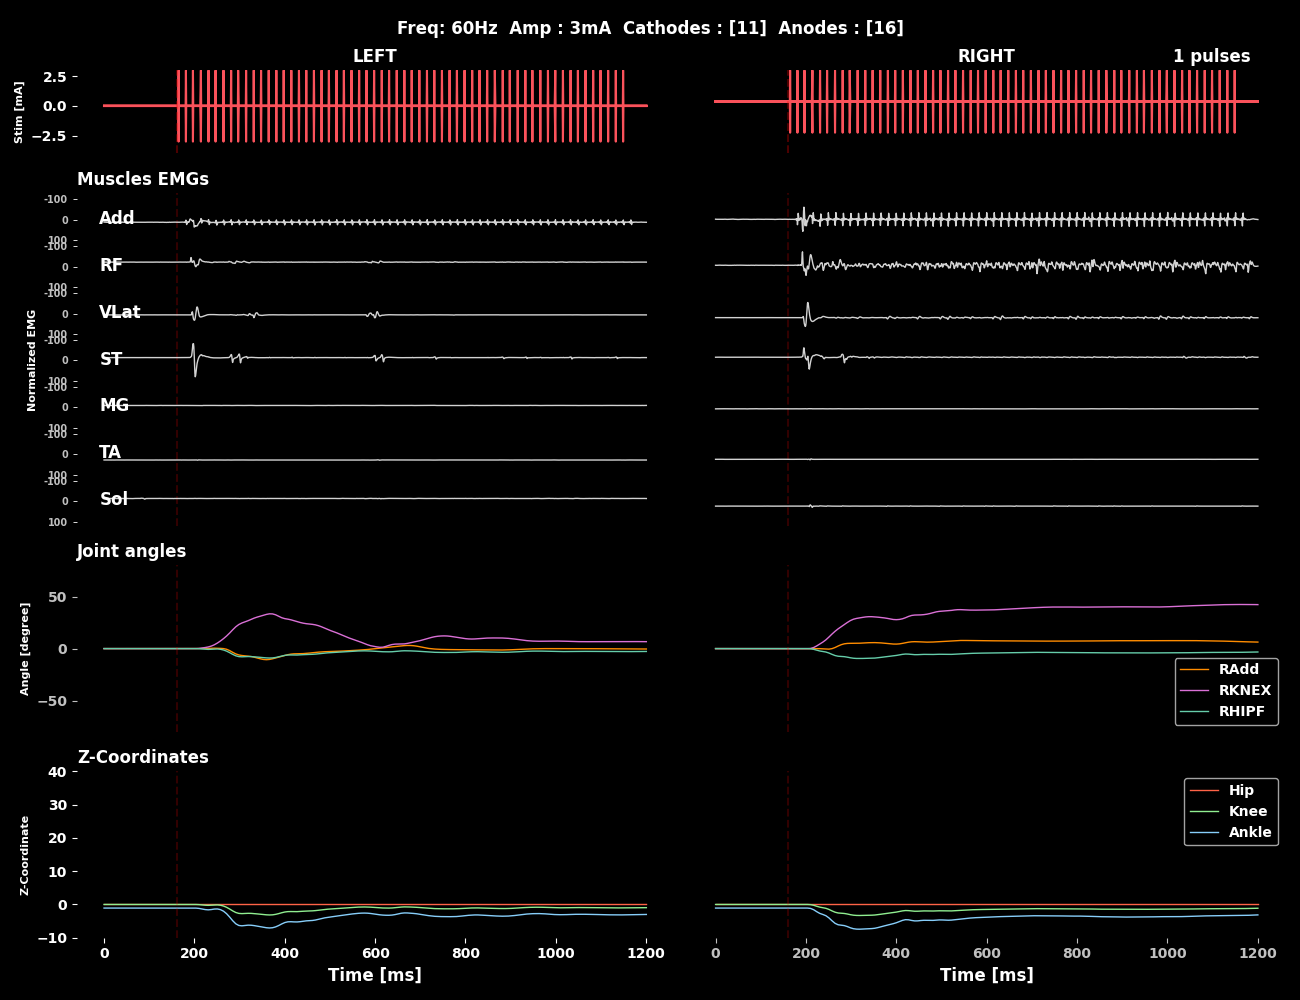 Freq: 60Hz  Amp : 3mA  Cathodes : [11]  Anodes : [16]
LEFT
RIGHT
1 pulses
Stim [mA]
2.5
0.0
−2.5
Muscles EMGs
Normalized EMG
-100
0
100
Add
-100
0
100
RF
-100
0
100
VLat
-100
0
100
ST
-100
0
100
MG
-100
0
100
TA
-100
0
100
Sol
Joint angles
Angle [degree]
50
0
−50
RAdd
RKNEX
RHIPF
Z-Coordinates
Z-Coordinate
40
30
20
10
0
−10
Hip
Knee
Ankle
0 200 400 600 800 1000 1200
Time [ms]
0 200 400 600 800 1000 1200
Time [ms]